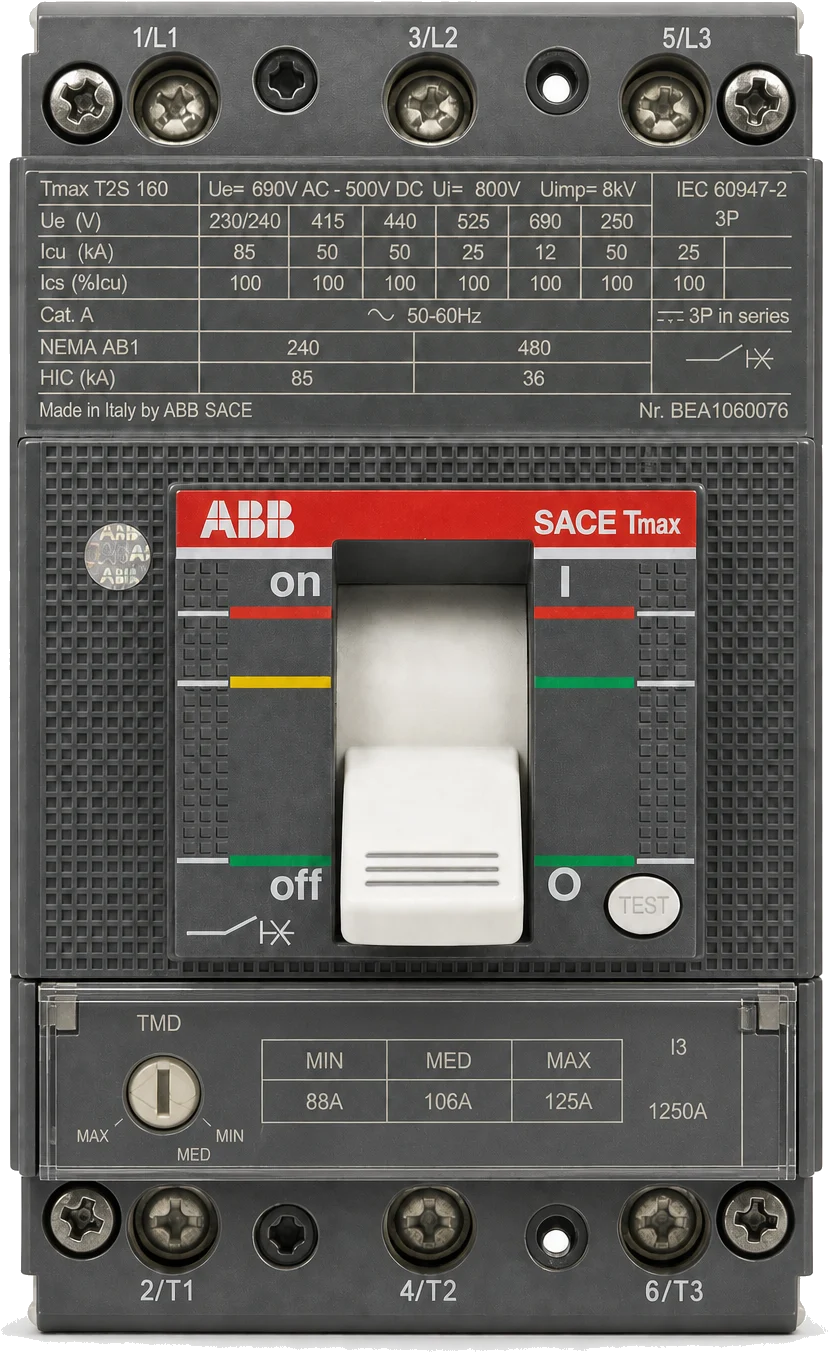 1/L1 3/L2 5/L3
Tmax T2S 160 Ue= 690V AC - 500V DC Ui= 800V Uimp= 8kV IEC 60947-2
Ue (V) 230/240 415 440 525 690 250 3P
Icu (kA) 85 50 50 25 12 50 25
Ics (%Icu) 100 100 100 100 100 100 100
Cat. A ~ 50-60Hz 3P in series
NEMA AB1 240 480
HIC (kA) 85 36
Made in Italy by ABB SACE Nr. BEA1060076
ABB SACE Tmax
ABB
ABB
ABB
on I
off O
TEST
TMD
MIN MED MAX I3
88A 106A 125A 1250A
MAX MIN
MED
2/T1 4/T2 6/T3